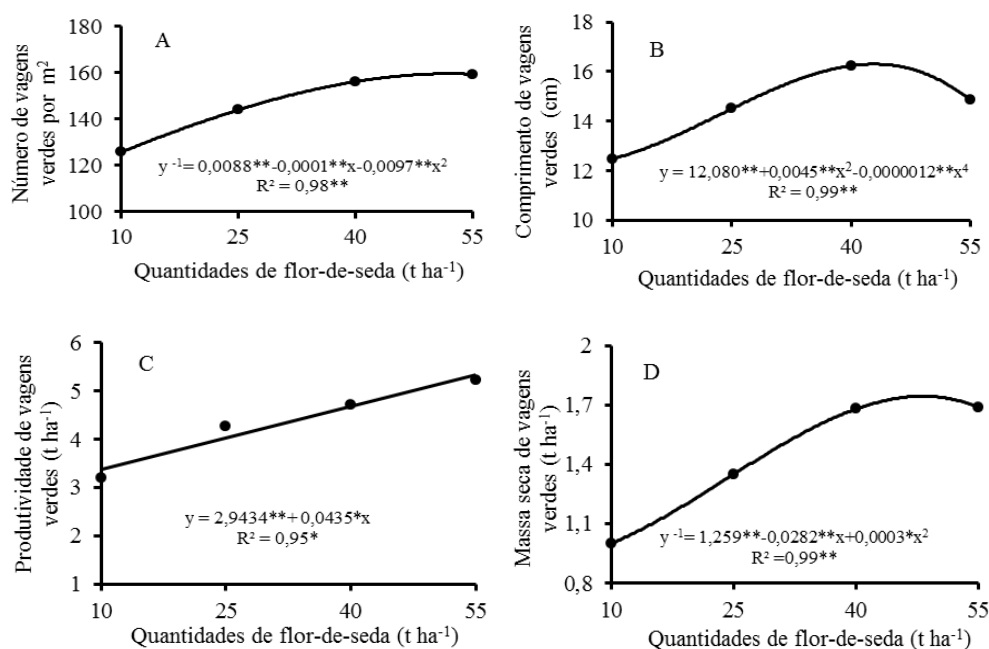 A
Número de vagens
verdes por m²
180
160
140
120
100
y ⁻¹= 0,0088**-0,0001**x-0,0097**x²
R² = 0,98**
10 25 40 55
Quantidades de flor-de-seda (t ha⁻¹)
B
Comprimento de vagens
verdes (cm)
18
16
14
12
10
y = 12,080**+0,0045**x²-0,0000012**x⁴
R² = 0,99**
10 25 40 55
Quantidades de flor-de-seda (t ha⁻¹)
C
Produtividade de vagens
verdes (t ha⁻¹)
6
5
4
3
2
1
y = 2,9434**+0,0435*x
R² = 0,95*
10 25 40 55
Quantidades de flor-de-seda (t ha⁻¹)
D
Massa seca de vagens
verdes (t ha⁻¹)
2
1,7
1,4
1,1
0,8
y ⁻¹= 1,259**-0,0282**x+0,0003*x²
R² =0,99**
10 25 40 55
Quantidades de flor-de-seda (t ha⁻¹)